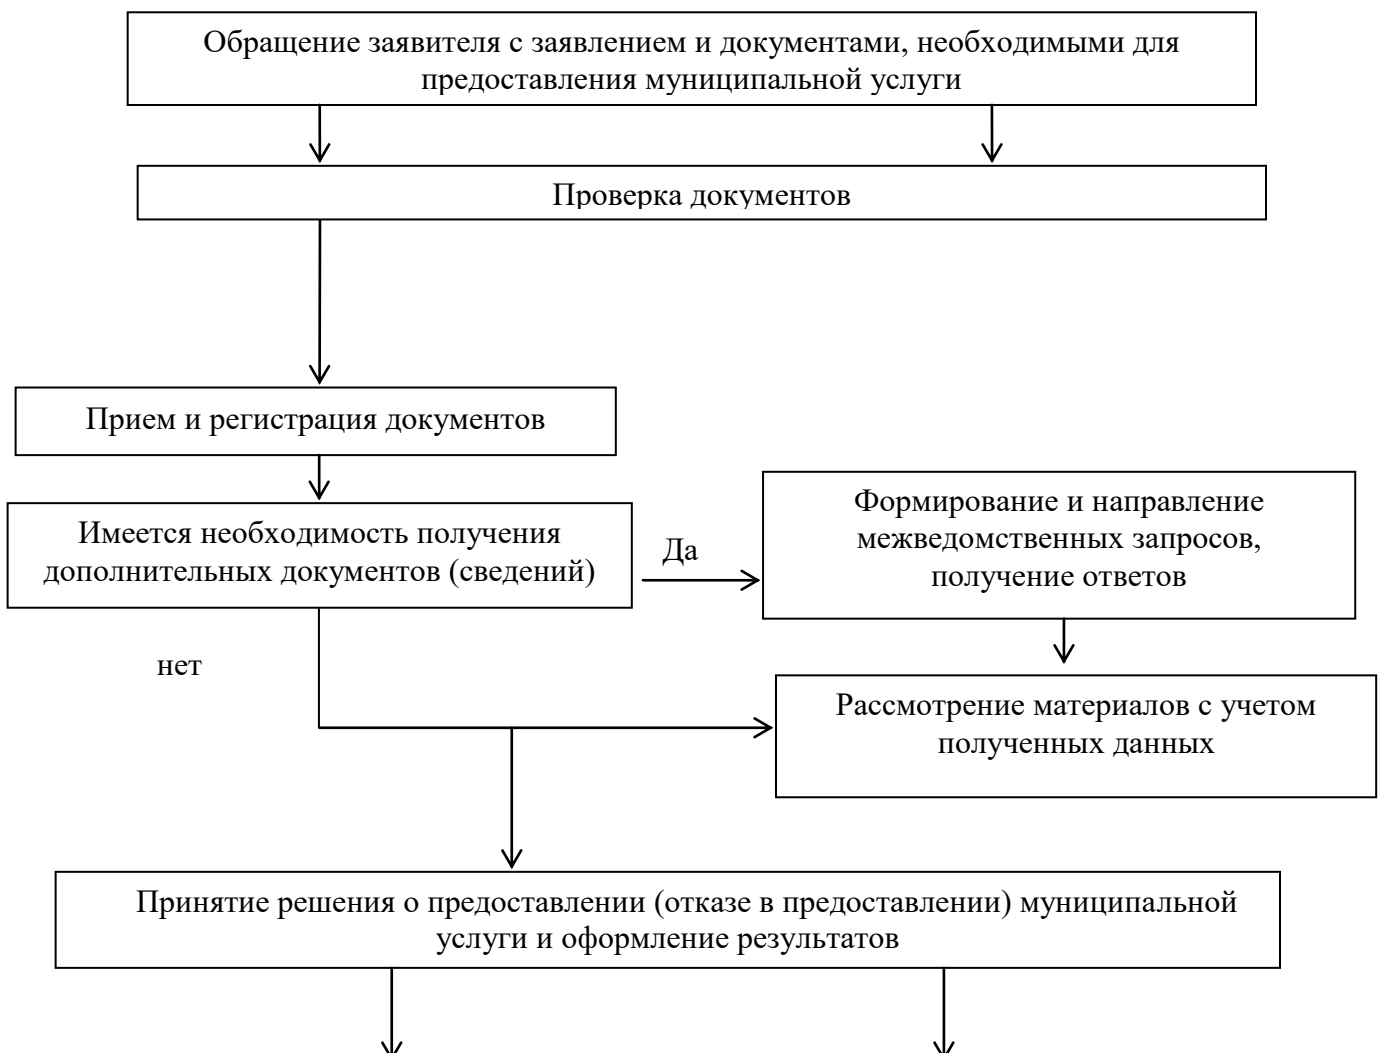 Обращение заявителя с заявлением и документами, необходимыми для
предоставления муниципальной услуги
Проверка документов
Прием и регистрация документов
Имеется необходимость получения
дополнительных документов (сведений)
Да
Формирование и направление
межведомственных запросов,
получение ответов
нет
Рассмотрение материалов с учетом
полученных данных
Принятие решения о предоставлении (отказе в предоставлении) муниципальной
услуги и оформление результатов